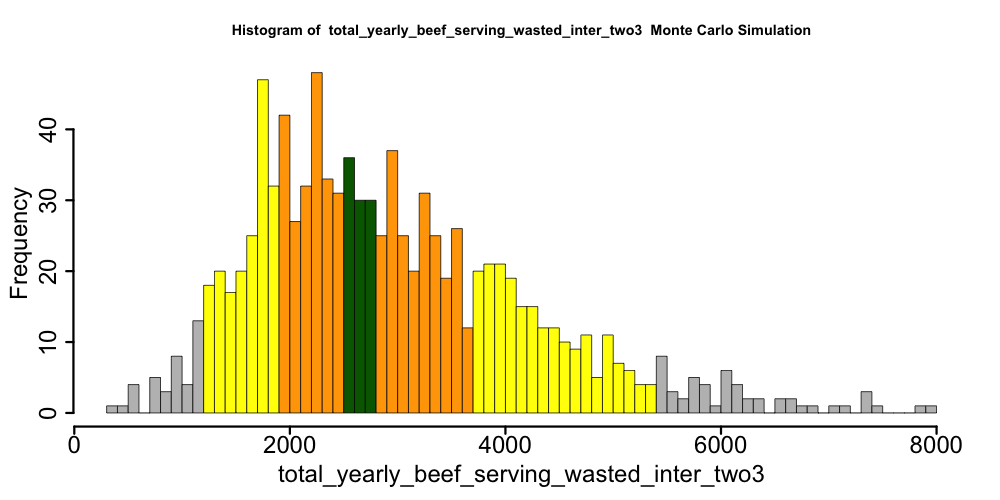 Histogram of total_yearly_beef_serving_wasted_inter_two3 Monte Carlo Simulation
Frequency
40
30
20
10
0
0 2000 4000 6000 8000
total_yearly_beef_serving_wasted_inter_two3